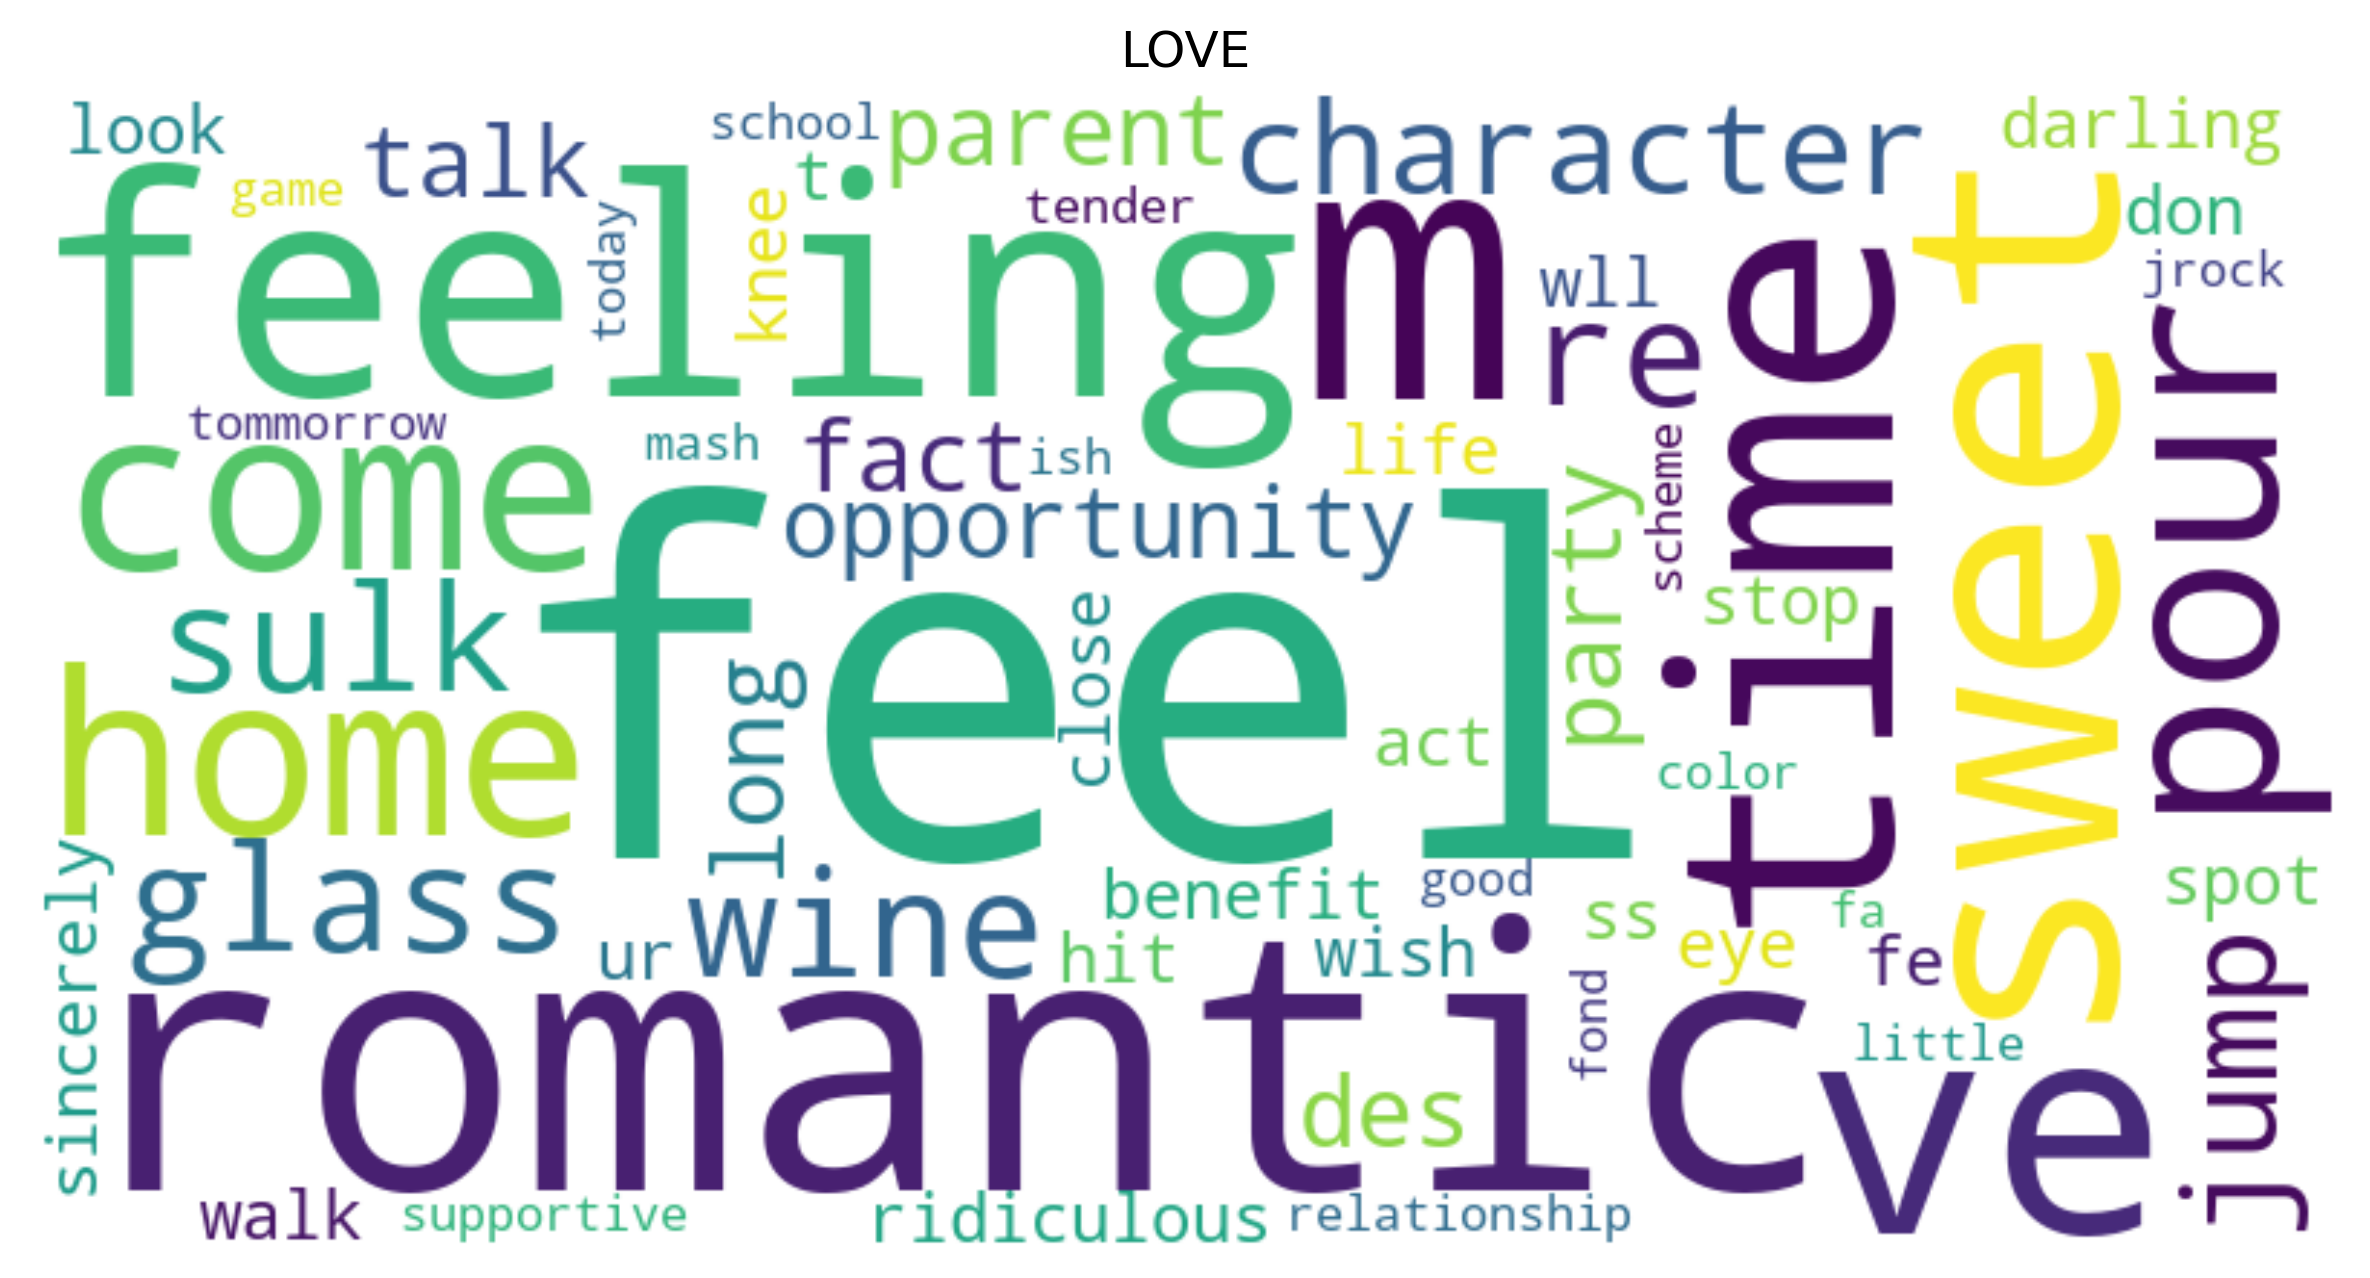 LOVE
look
talk
school
t
parent
character
darling
feeling
game
today
knee
tender
m
wll
re
time
sweet
don
jrock
pour
tommorrow
come
mash
fact
ish
life
opportunity
party
scheme
stop
sulk
feel
long
close
act
color
home
sincerely
glass
ur
wine
benefit
good
hit
wish
ss
eye
fa
fe
spot
jump
romantic
des
fond
little
ve
walk
supportive
ridiculous
relationship